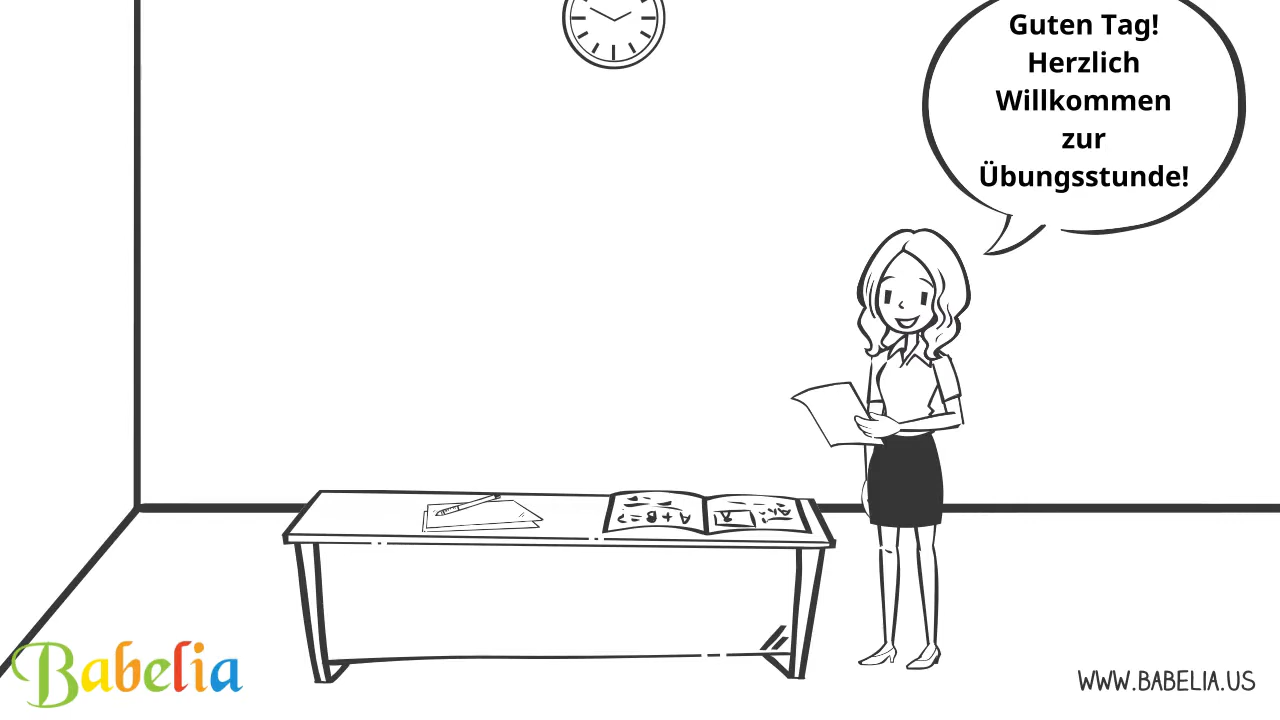 Guten Tag!
Herzlich
Willkommen
zur
Übungsstunde!
Babelia
WWW.BABELIA.US